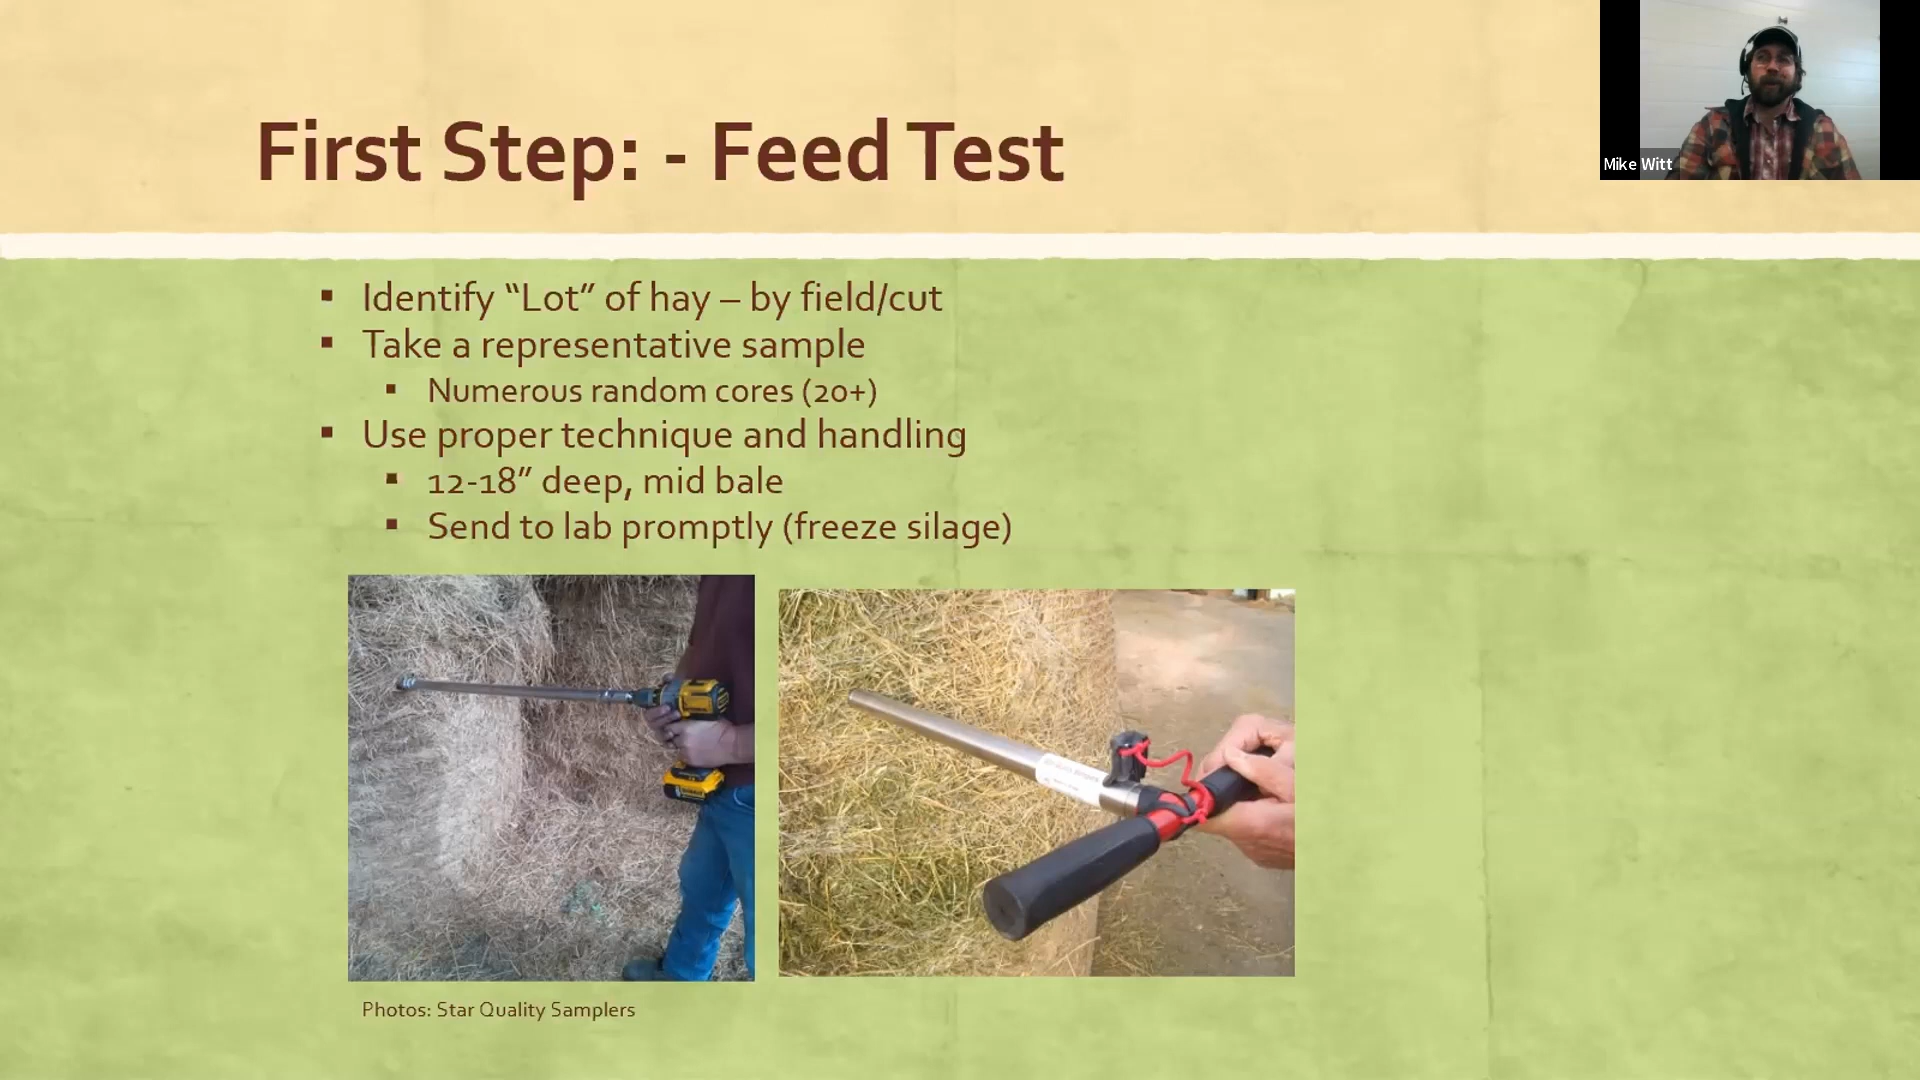 First Step: - Feed Test
Mike Witt
▪ Identify “Lot” of hay – by field/cut
▪ Take a representative sample
▪ Numerous random cores (20+)
▪ Use proper technique and handling
▪ 12-18” deep, mid bale
▪ Send to lab promptly (freeze silage)
Photos: Star Quality Samplers